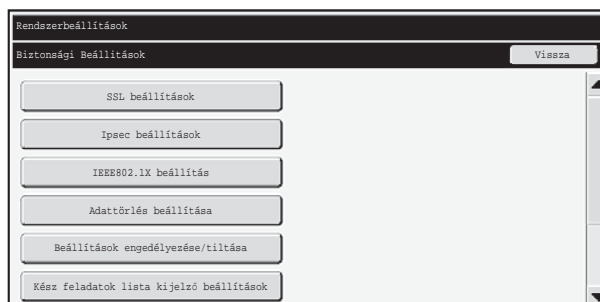 Rendszerbeállítások
Biztonsági Beállitások
Vissza
SSL beállítások
Ipsec beállítások
IEEE802.1X beállítás
Adattörlés beállítása
Beállítások engedélyezése/tiltása
Kész feladatok lista kijelző beállítások